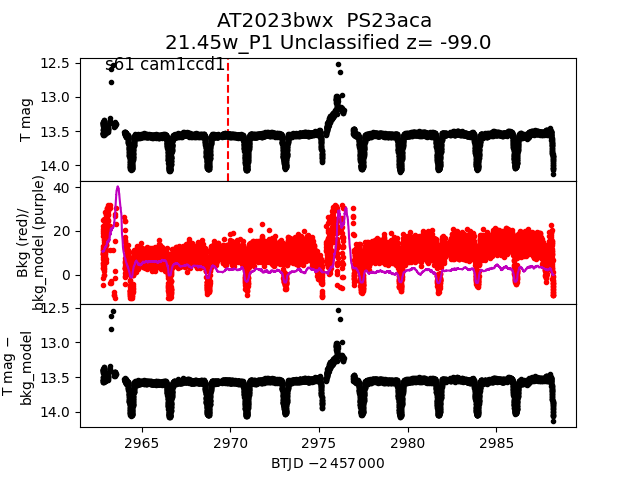 AT2023bwx PS23aca
21.45w_P1 Unclassified z= -99.0
s61 cam1ccd1
12.5
13.0
13.5
14.0
T mag
40
20
0
Bkg (red)/
bkg_model (purple)
12.5
13.0
13.5
14.0
T mag −
bkg_model
2965 2970 2975 2980 2985
BTJD −2 457 000